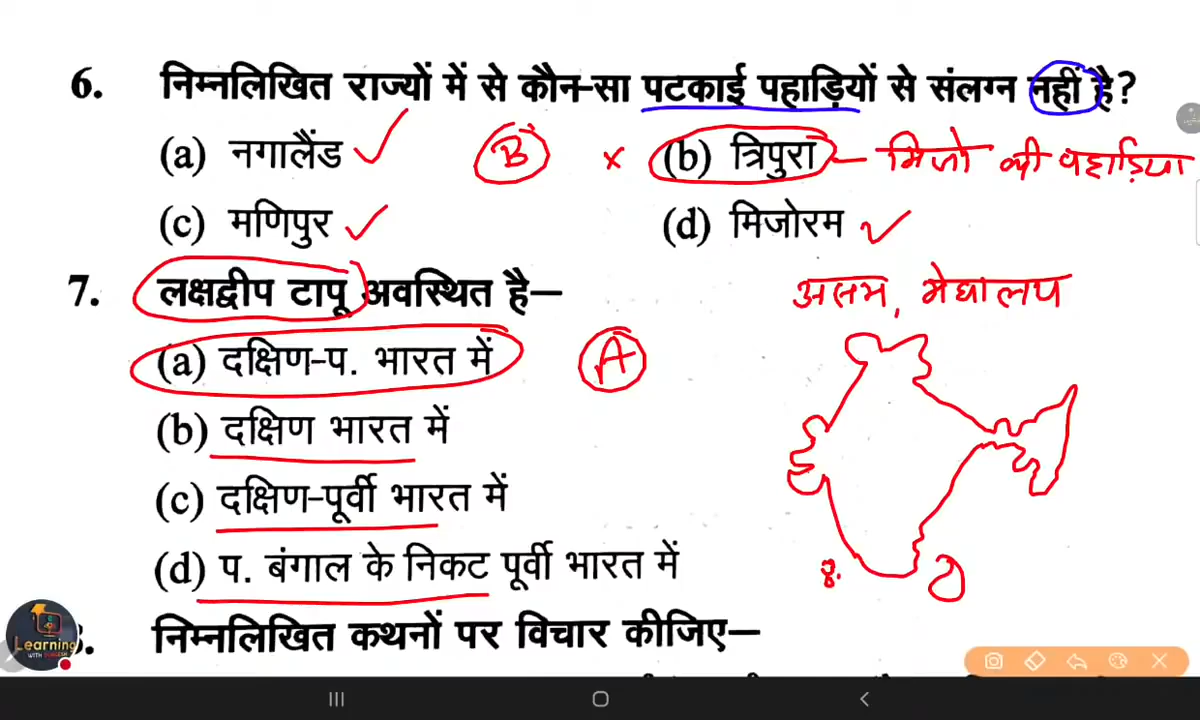 6. निम्नलिखित राज्यों में से कौन-सा पटकाई पहाड़ियों से संलग्न नहीं है?
(a) नगालैंड B × (b) त्रिपुरा – मिजो की पहाड़िया
(c) मणिपुर (d) मिजोरम
7. लक्षद्वीप टापू अवस्थित है—
असम, मेघालय
(a) दक्षिण-प. भारत में A
(b) दक्षिण भारत में
(c) दक्षिण-पूर्वी भारत में
(d) प. बंगाल के निकट पूर्वी भारत में
Learning
WITH
निम्नलिखित कथनों पर विचार कीजिए—